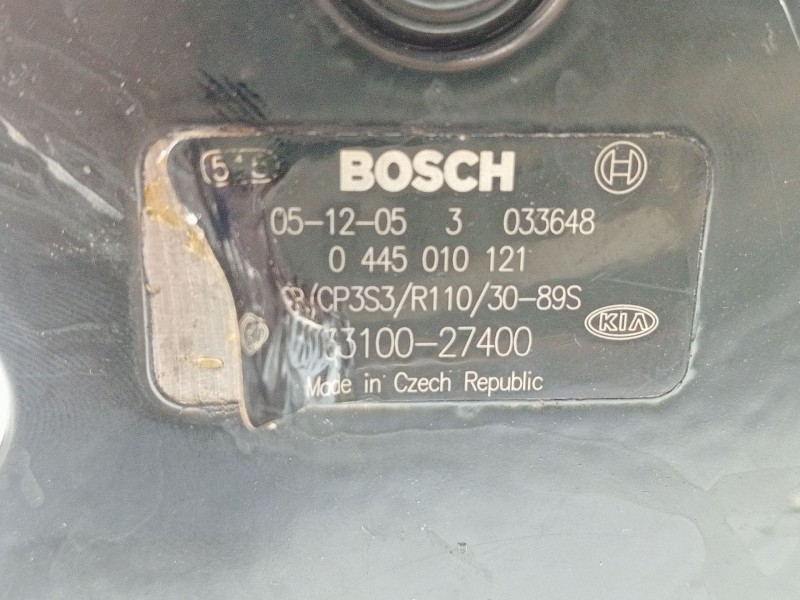 BOSCH
05-12-05 3 033648
0 445 010 121
/CP3S3/R110/30-89S
KIA
33100-27400
Made in Czech Republic